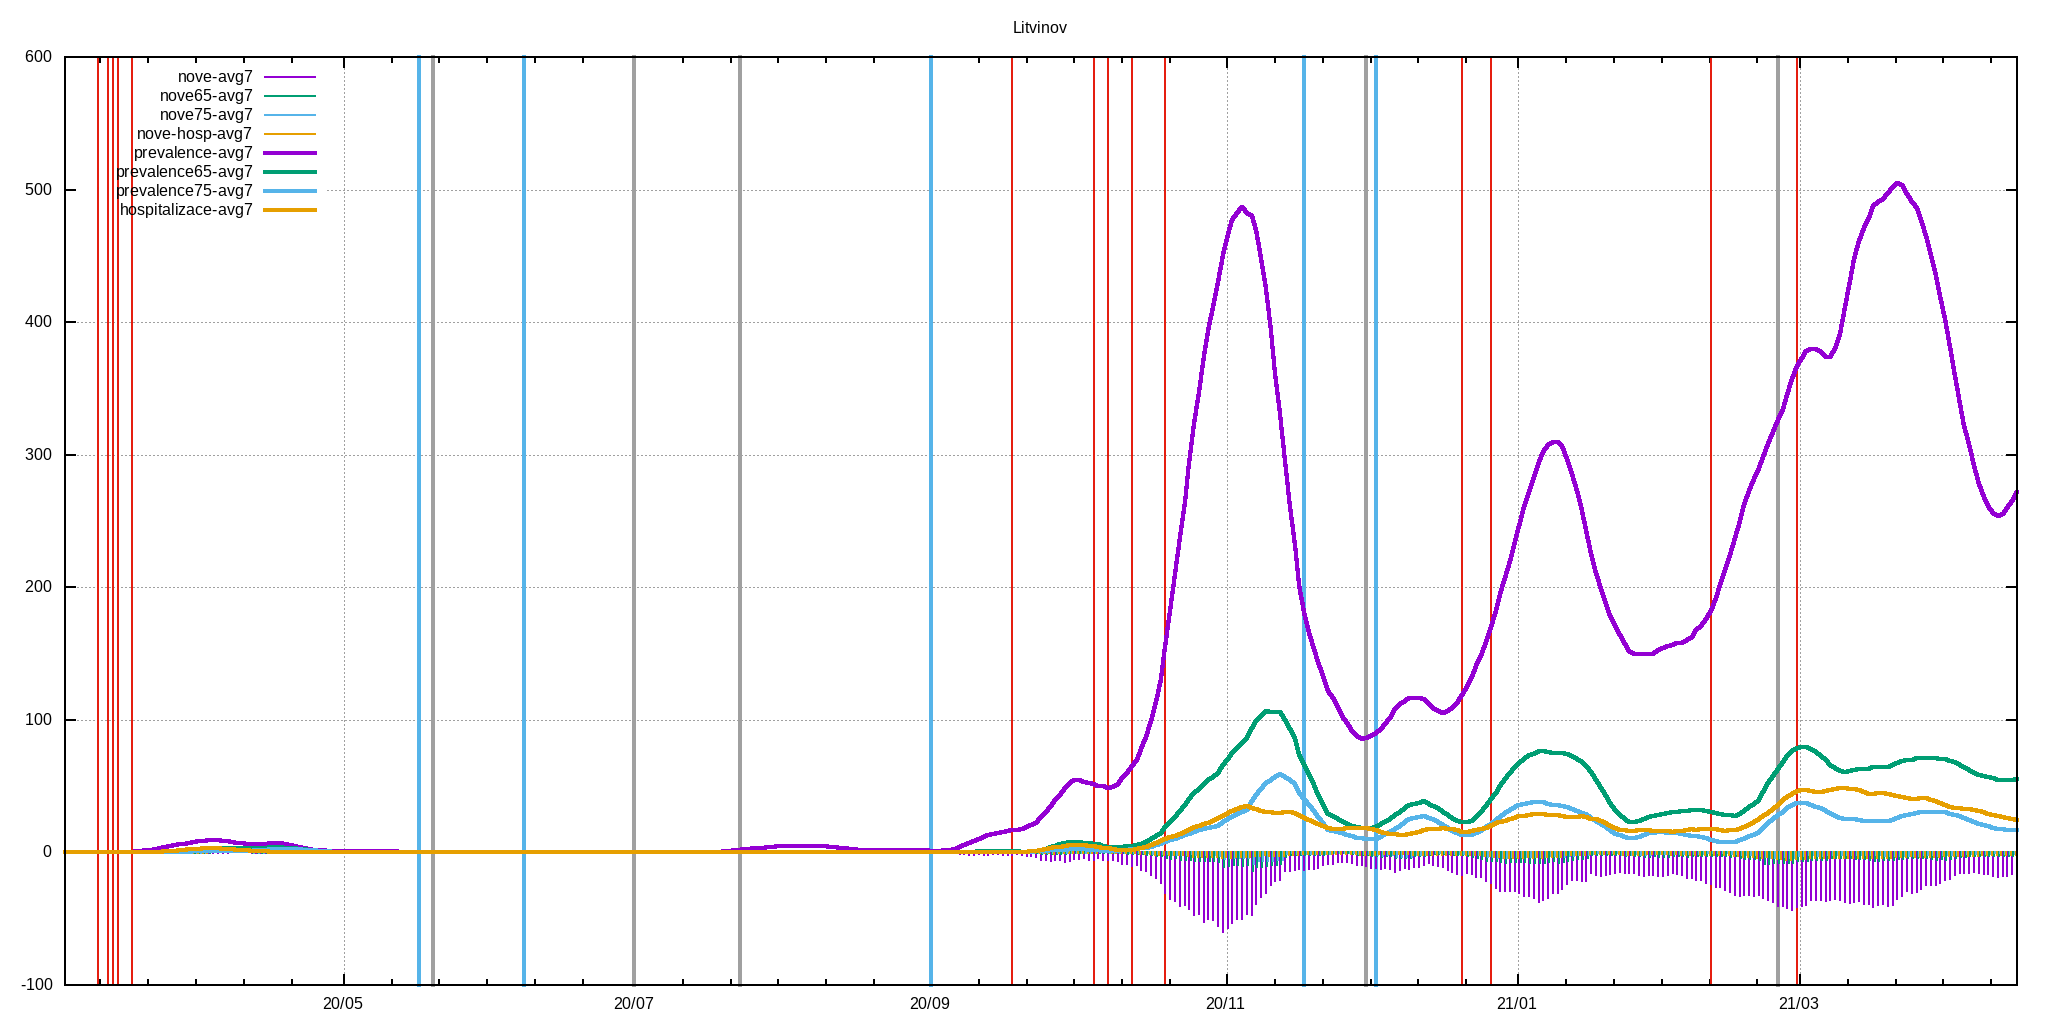 Litvinov
600
500
400
300
200
100
0
-100
nove-avg7
nove65-avg7
nove75-avg7
nove-hosp-avg7
prevalence-avg7
prevalence65-avg7
prevalence75-avg7
hospitalizace-avg7
20/05 20/07 20/09 20/11 21/01 21/03